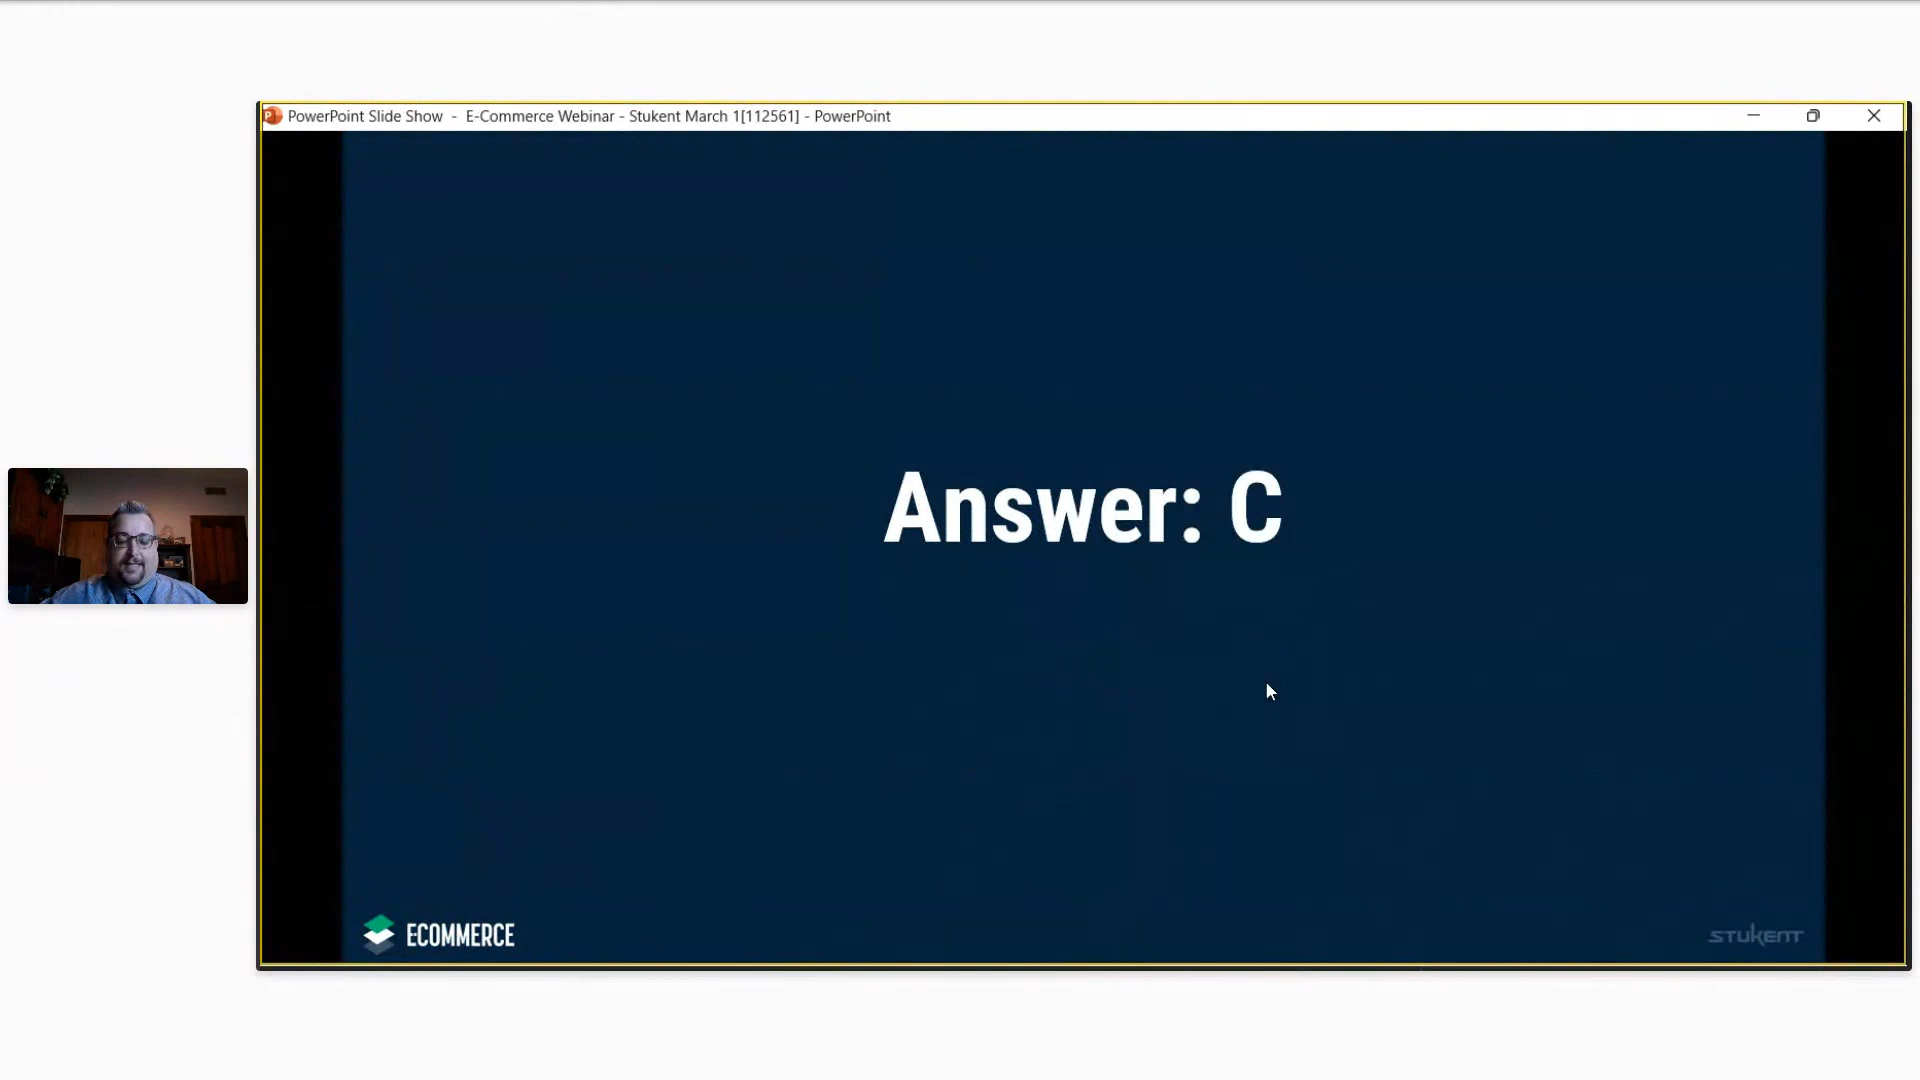 PowerPoint Slide Show - E-Commerce Webinar - Stukent March 1[112561] - PowerPoint
Answer: C
ECOMMERCE
STUKENT